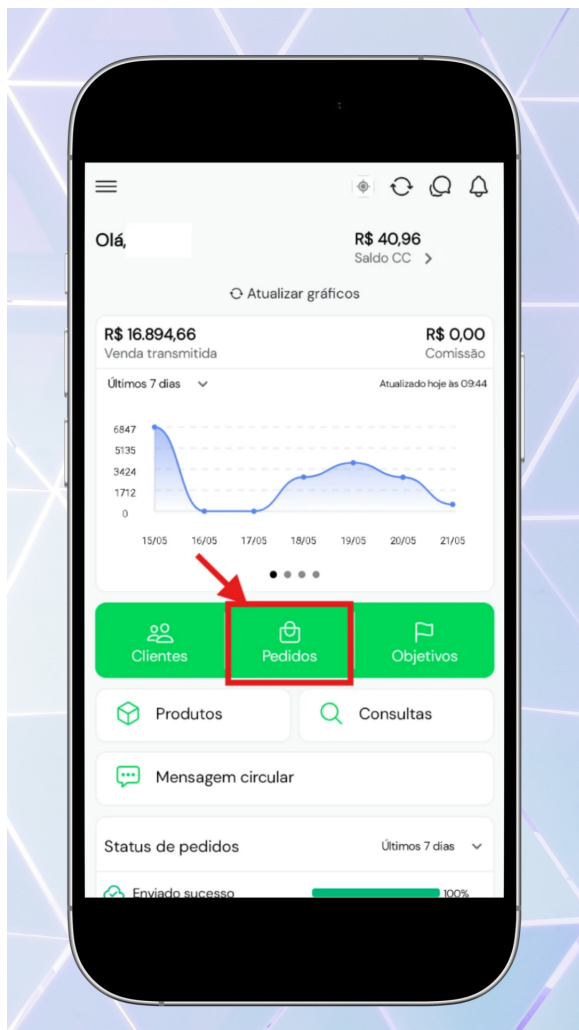 Olá,
R$ 40,96
Saldo CC
Atualizar gráficos
R$ 16.894,66
R$ 0,00
Venda transmitida
Comissão
Últimos 7 dias
Atualizado hoje às 09:44
6847
5135
3424
1712
0
15/05 16/05 17/05 18/05 19/05 20/05 21/05
Clientes
Pedidos
Objetivos
Produtos
Consultas
Mensagem circular
Status de pedidos
Últimos 7 dias
Enviado sucesso
100%